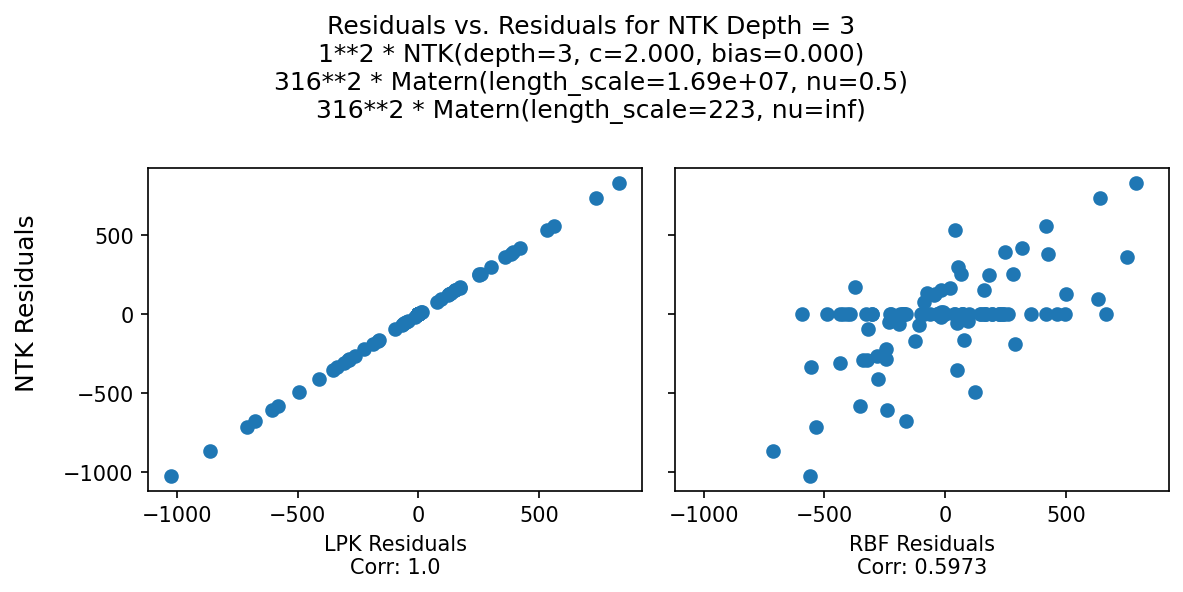 Residuals vs. Residuals for NTK Depth = 3
1**2 * NTK(depth=3, c=2.000, bias=0.000)
316**2 * Matern(length_scale=1.69e+07, nu=0.5)
316**2 * Matern(length_scale=223, nu=inf)
NTK Residuals
500
0
−500
−1000
−1000 −500 0 500
LPK Residuals
Corr: 1.0
−1000 −500 0 500
RBF Residuals
Corr: 0.5973